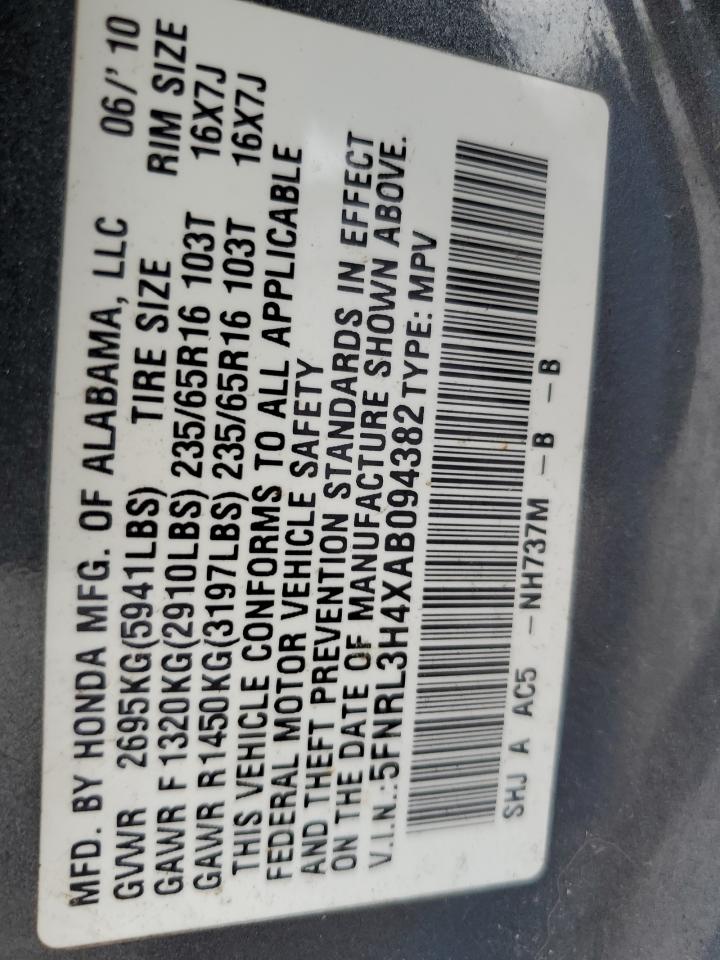 MFD. BY HONDA MFG. OF ALABAMA, LLC 06/' 10
GVWR 2695KG(5941LBS) TIRE SIZE RIM SIZE
GAWR F 1320KG(2910LBS) 235/65R16 103T 16X7J
GAWR R1450KG(3197LBS) 235/65R16 103T 16X7J
THIS VEHICLE CONFORMS TO ALL APPLICABLE
FEDERAL MOTOR VEHICLE SAFETY
AND THEFT PREVENTION STANDARDS IN EFFECT
ON THE DATE OF MANUFACTURE SHOWN ABOVE.
V.I.N.:5FNRL3H4XAB094382 TYPE: MPV
SHJ A AC5 -NH737M -B -B